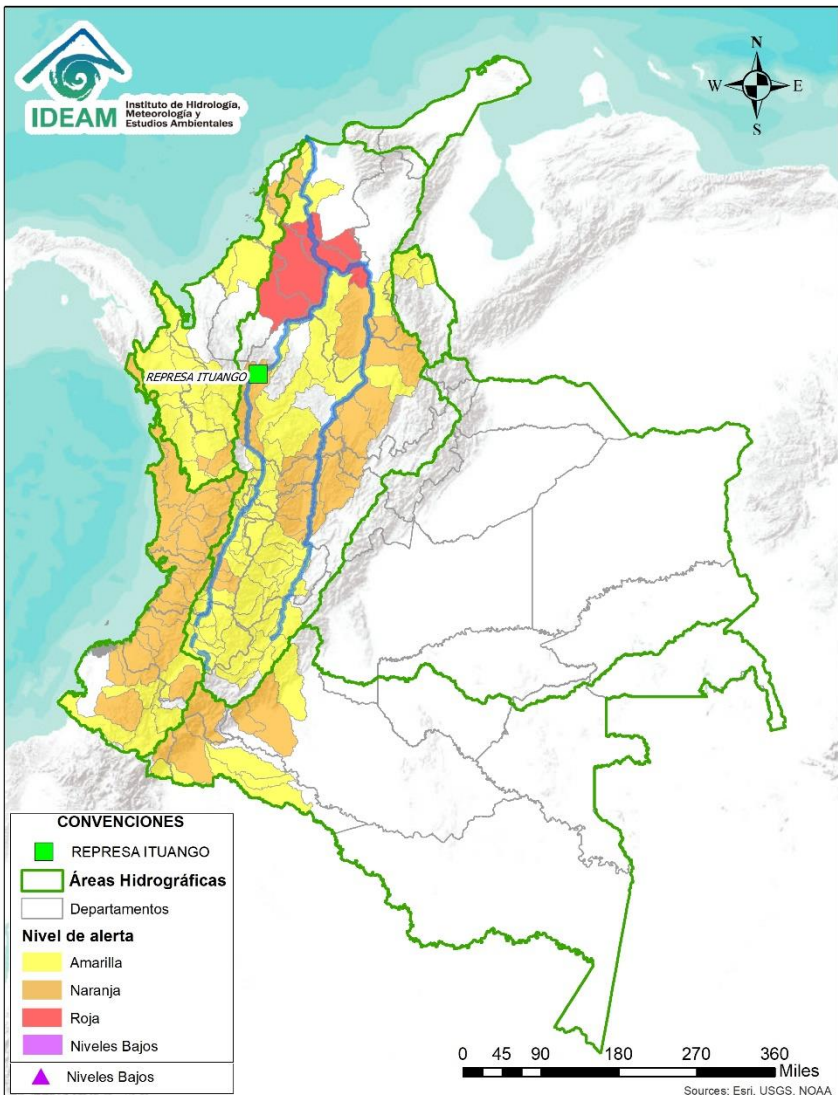 IDEAM
Instituto de Hidrología,
Meteorología y
Estudios Ambientales
N
W
E
S
REPRESA ITUANGO
CONVENCIONES
REPRESA ITUANGO
Áreas Hidrográficas
Departamentos
Nivel de alerta
Amarilla
Naranja
Roja
Niveles Bajos
Niveles Bajos
0 45 90 180 270 360
Miles
Sources: Esri, USGS, NOAA